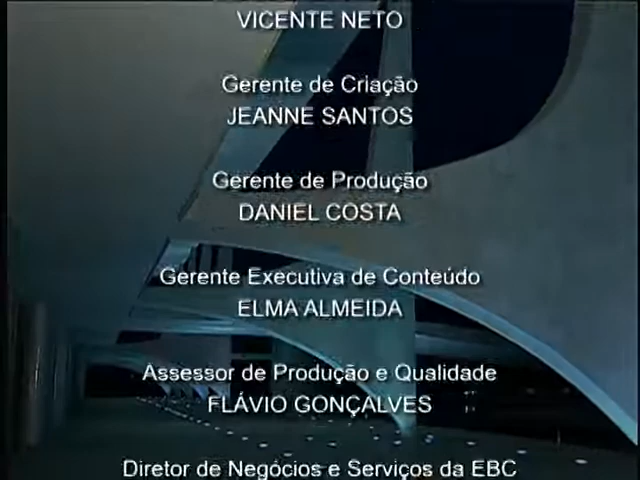 VICENTE NETO
Gerente de Criação
JEANNE SANTOS
Gerente de Produção
DANIEL COSTA
Gerente Executiva de Conteúdo
ELMA ALMEIDA
Assessor de Produção e Qualidade
FLÁVIO GONÇALVES
Diretor de Negócios e Serviços da EBC